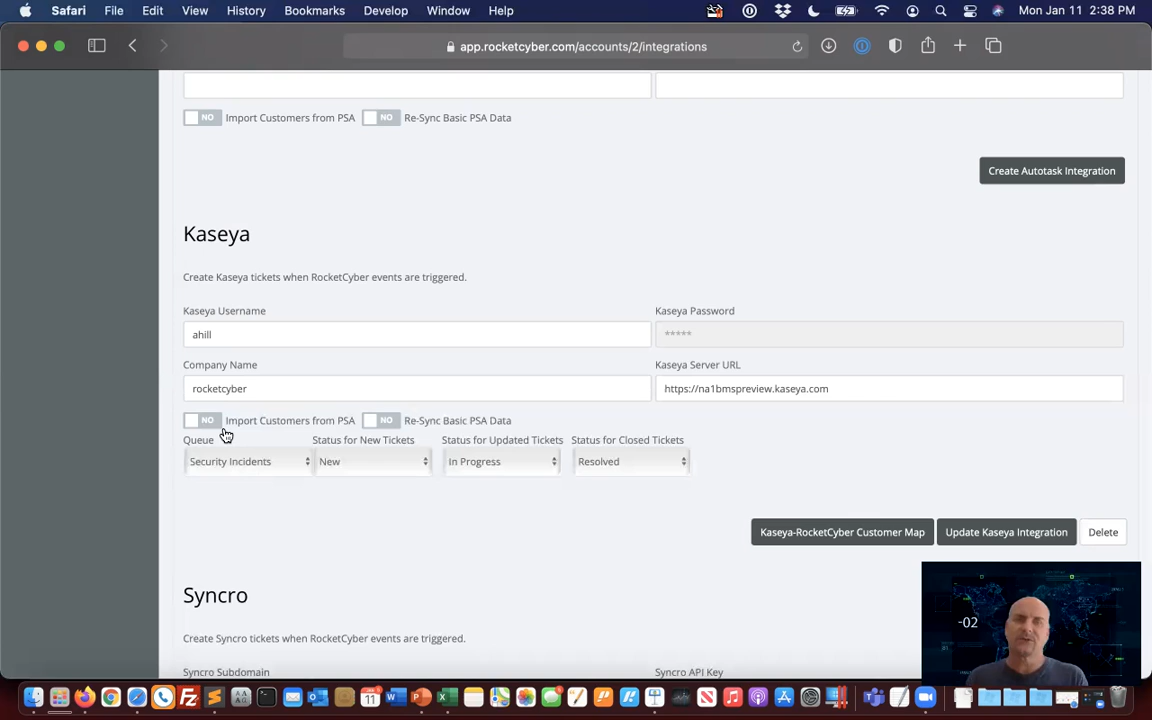 Safari File Edit View History Bookmarks Develop Window Help Mon Jan 11 2:38 PM
app.rocketcyber.com/accounts/2/integrations
NO Import Customers from PSA NO Re-Sync Basic PSA Data
Create Autotask Integration
Kaseya
Create Kaseya tickets when RocketCyber events are triggered.
Kaseya Username Kaseya Password
ahill *****
Company Name Kaseya Server URL
rocketcyber https://na1bmspreview.kaseya.com
NO Import Customers from PSA NO Re-Sync Basic PSA Data
Queue Status for New Tickets Status for Updated Tickets Status for Closed Tickets
Security Incidents New In Progress Resolved
Kaseya-RocketCyber Customer Map Update Kaseya Integration Delete
Syncro
Create Syncro tickets when RocketCyber events are triggered.
-02
Syncro Subdomain Syncro API Key